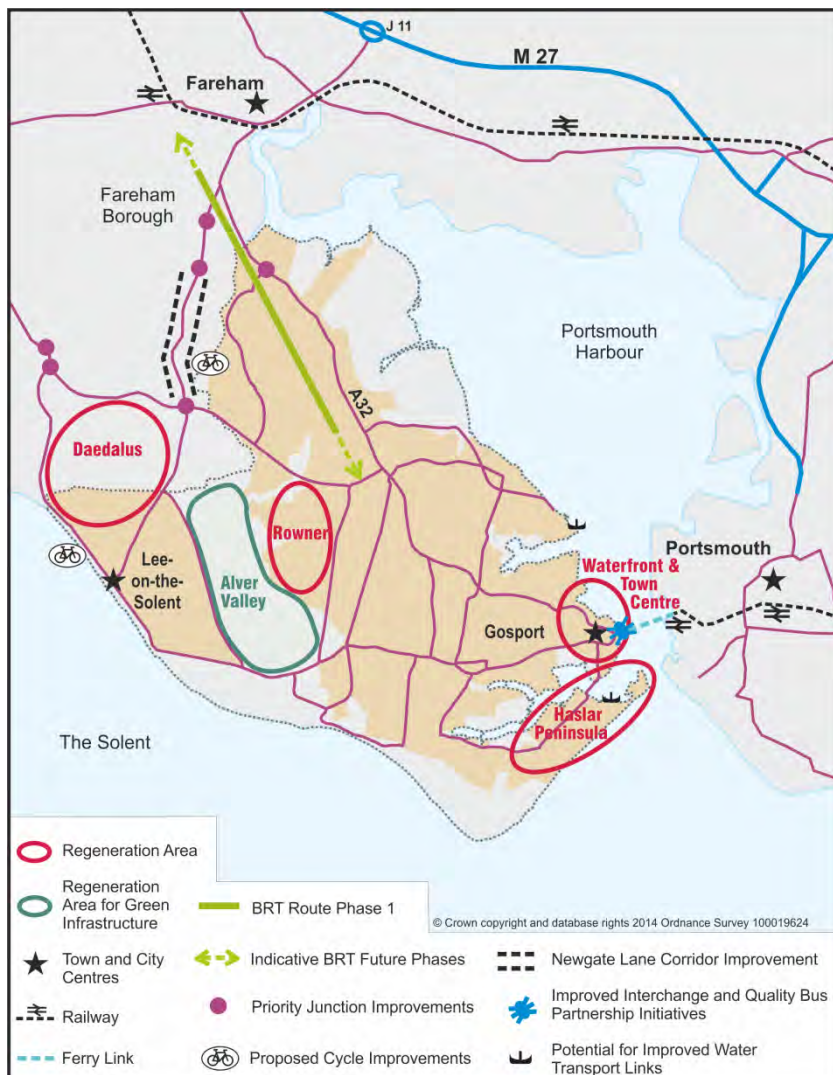 J 11
M 27
Fareham
Fareham
Borough
Portsmouth
Harbour
A32
Daedalus
Rowner
Lee-
on-the-
Solent
Alver
Valley
Portsmouth
Waterfront &
Town
Centre
Gosport
Haslar
Peninsula
The Solent
Regeneration Area
Regeneration
Area for Green
Infrastructure
BRT Route Phase 1
© Crown copyright and database rights 2014 Ordnance Survey 100019624
Town and City
Centres
Indicative BRT Future Phases
Newgate Lane Corridor Improvement
Railway
Priority Junction Improvements
Improved Interchange and Quality Bus
Partnership Initiatives
Ferry Link
Proposed Cycle Improvements
Potential for Improved Water
Transport Links